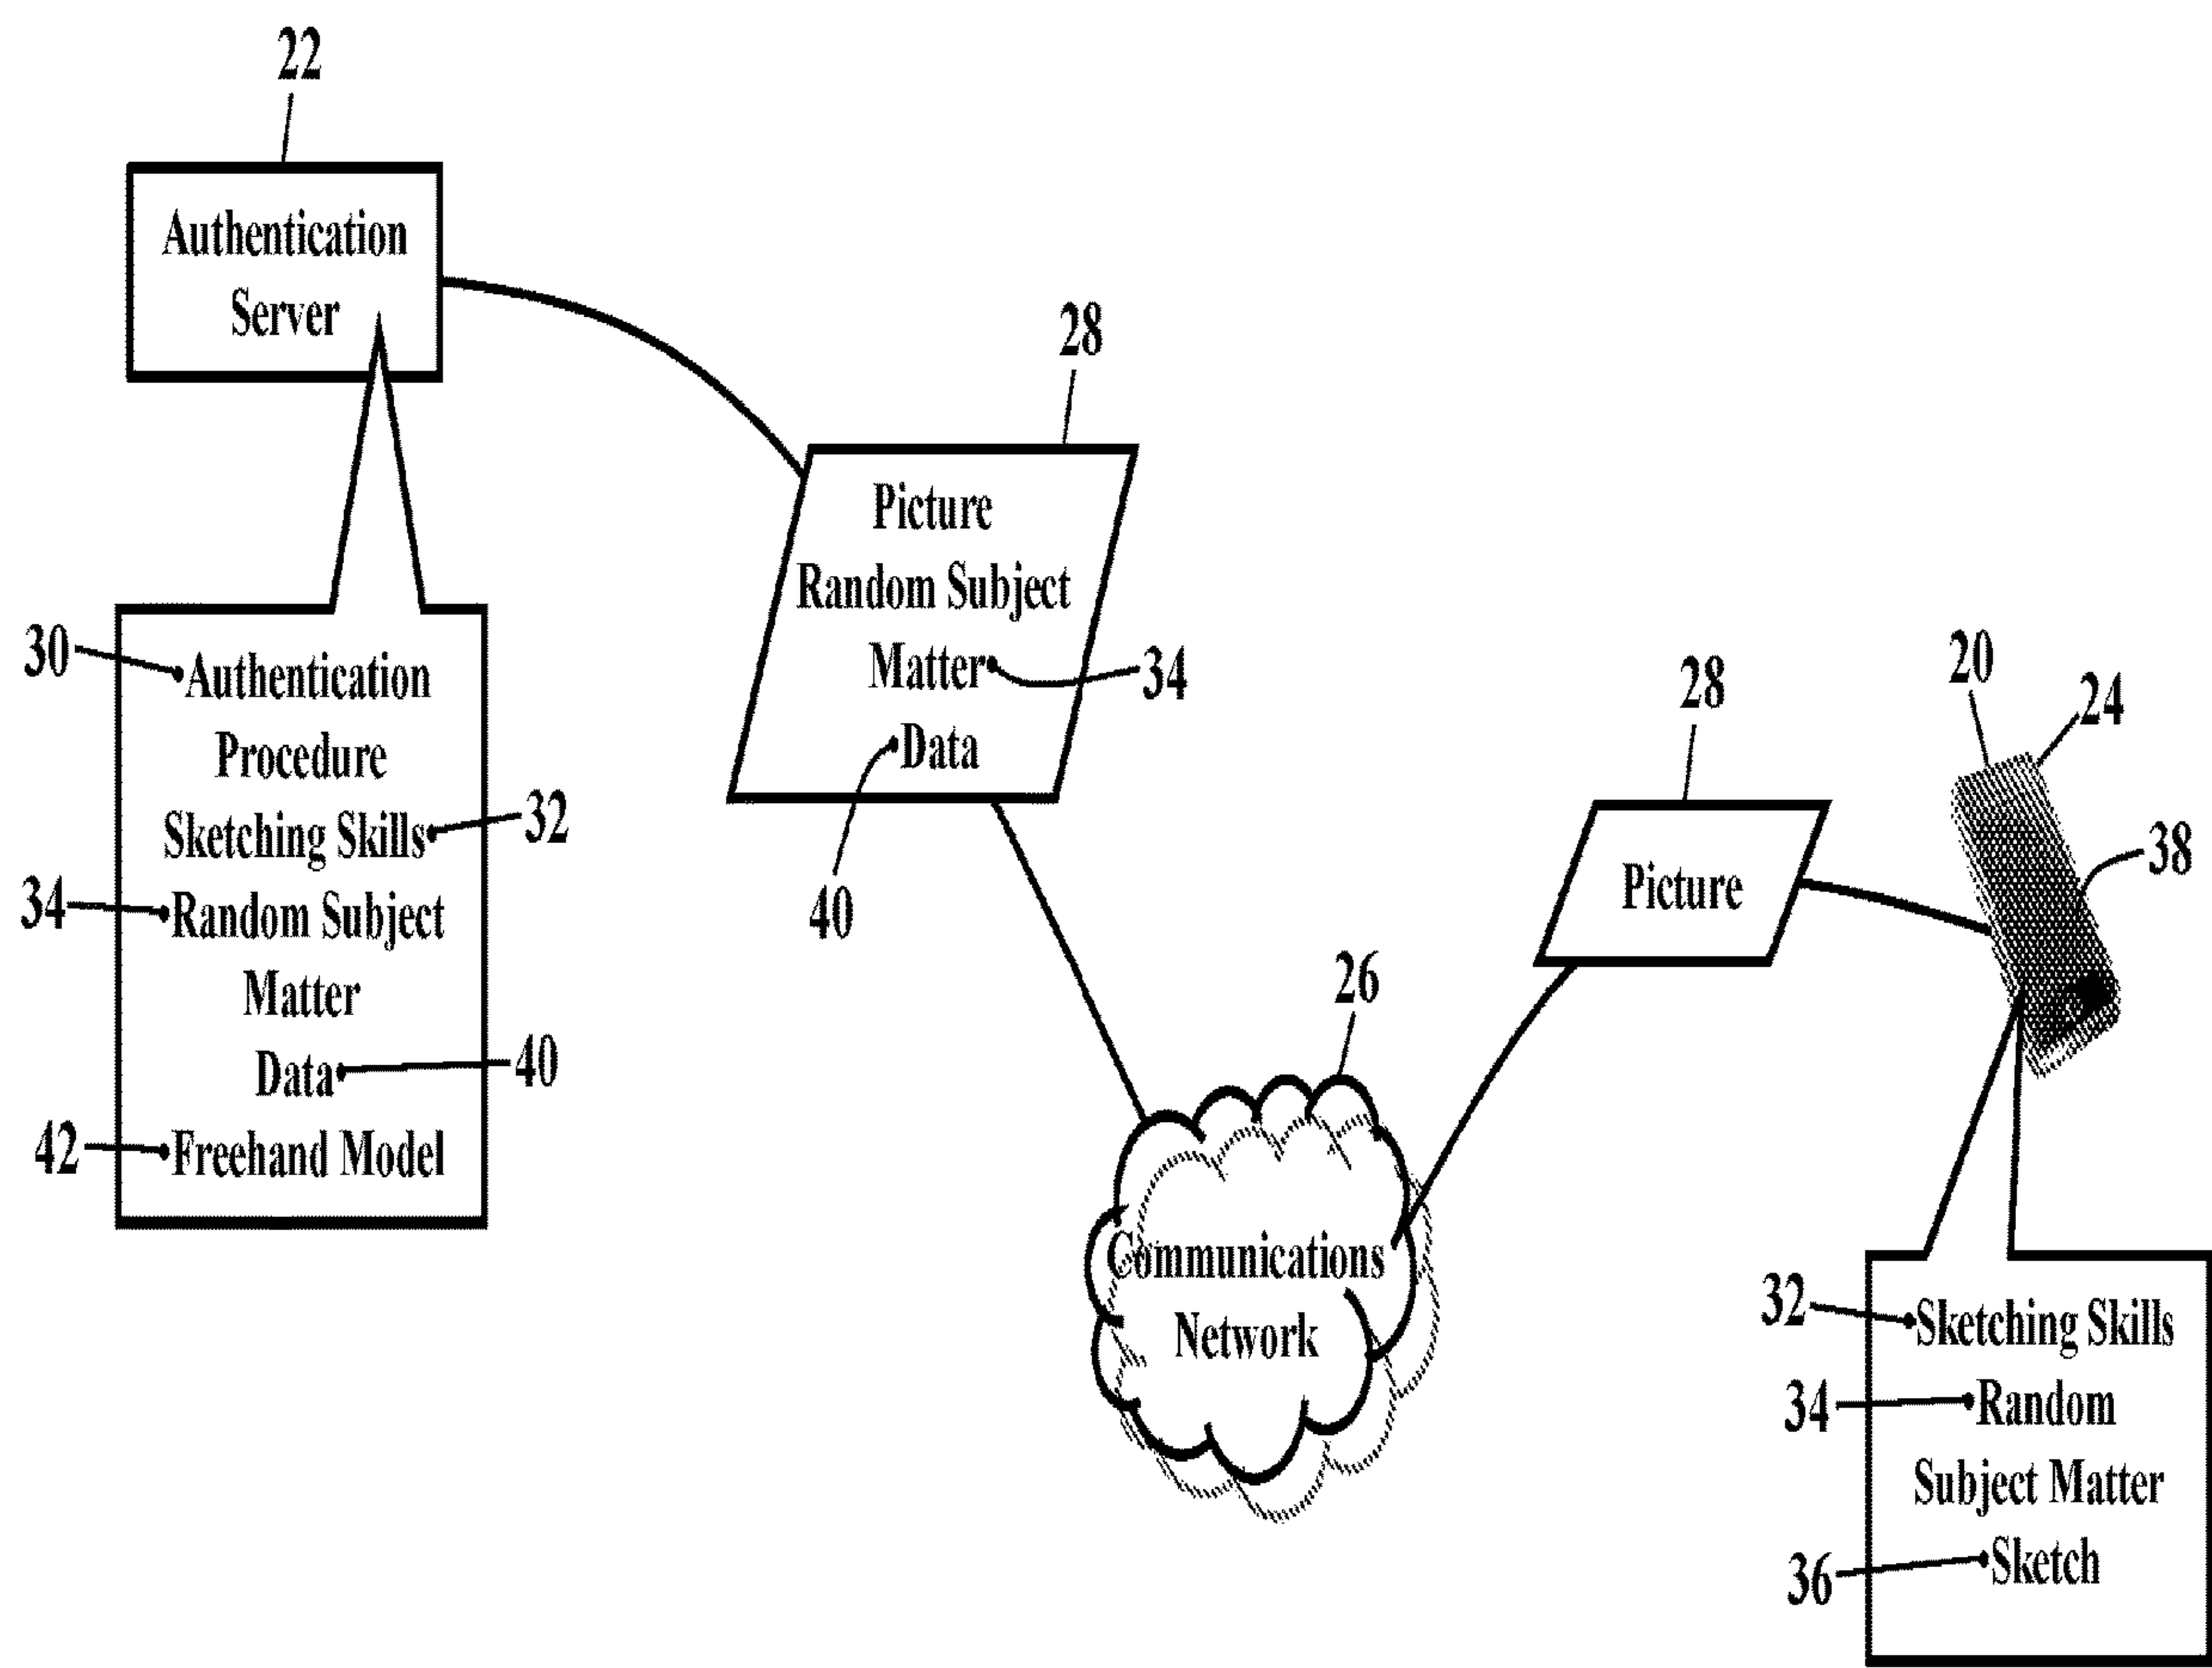 22
Authentication
Server
28
Picture
Random Subject
Matter
34
Data
40
30
Authentication
Procedure
Sketching Skills
32
34
Random Subject
Matter
Data
40
42
Freehand Model
26
Communications
Network
28
Picture
20
24
38
32
Sketching Skills
34
Random
Subject Matter
36
Sketch